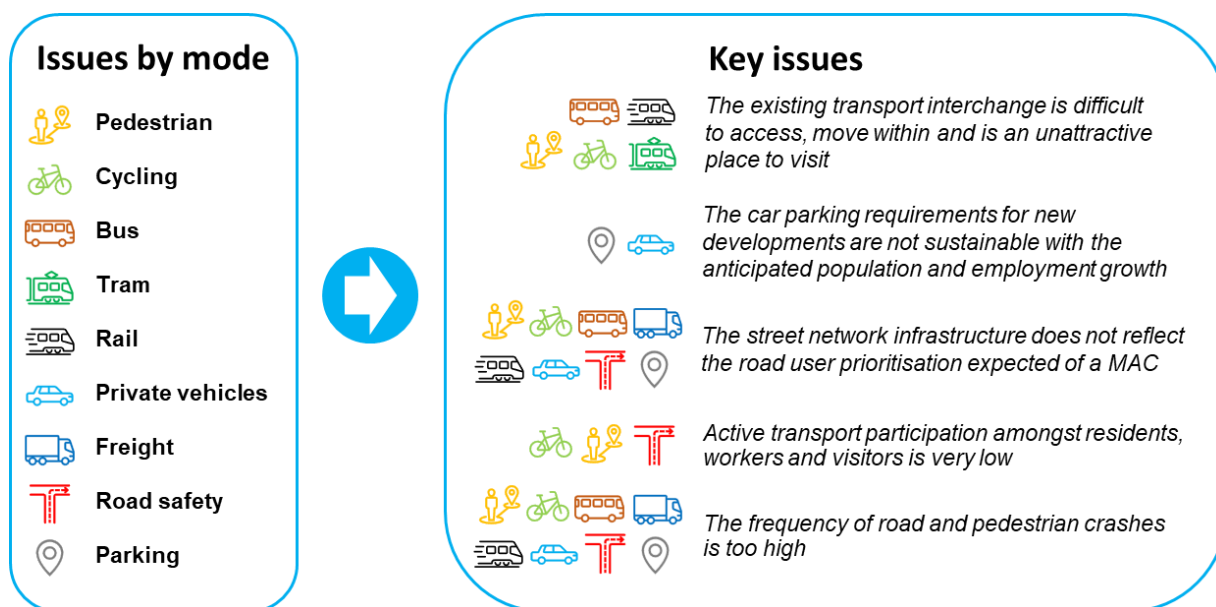 Issues by mode
Pedestrian
Cycling
Bus
Tram
Rail
Private vehicles
Freight
Road safety
Parking
Key issues
The existing transport interchange is difficult
to access, move within and is an unattractive
place to visit
The car parking requirements for new
developments are not sustainable with the
anticipated population and employment growth
The street network infrastructure does not reflect
the road user prioritisation expected of a MAC
Active transport participation amongst residents,
workers and visitors is very low
The frequency of road and pedestrian crashes
is too high